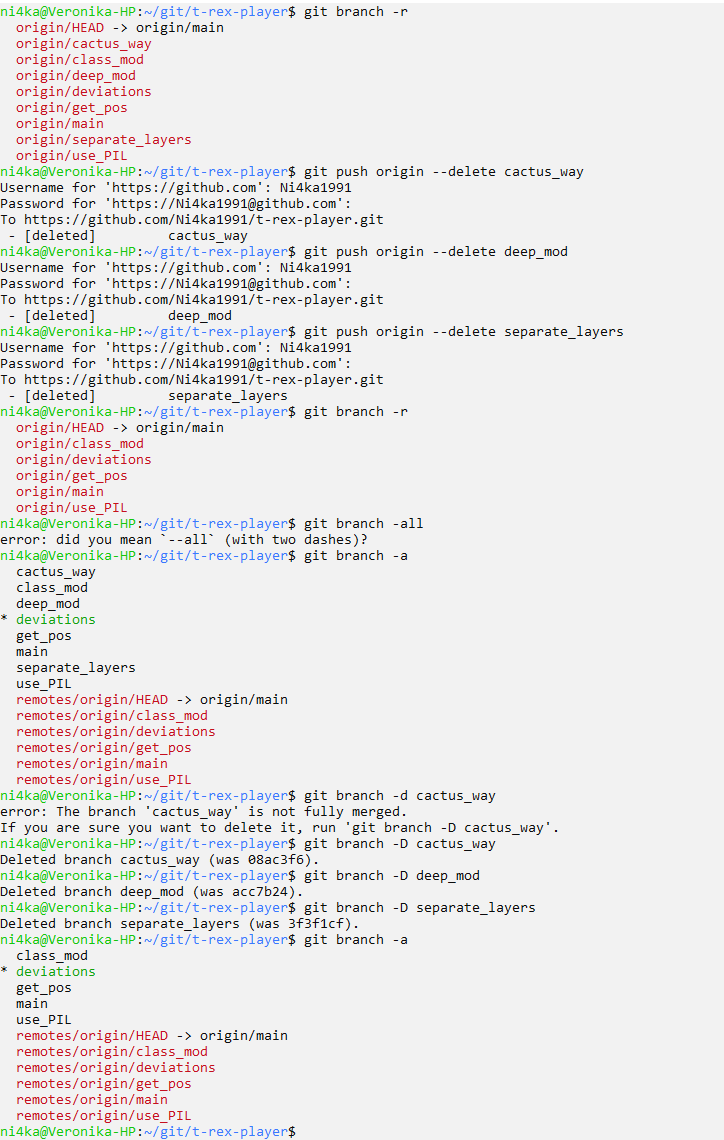 ni4ka@Veronika-HP:~/git/t-rex-player$ git branch -r
  origin/HEAD -> origin/main
  origin/cactus_way
  origin/class_mod
  origin/deep_mod
  origin/deviations
  origin/get_pos
  origin/main
  origin/separate_layers
  origin/use_PIL
ni4ka@Veronika-HP:~/git/t-rex-player$ git push origin --delete cactus_way
Username for 'https://github.com': Ni4ka1991
Password for 'https://Ni4ka1991@github.com':
To https://github.com/Ni4ka1991/t-rex-player.git
 - [deleted]         cactus_way
ni4ka@Veronika-HP:~/git/t-rex-player$ git push origin --delete deep_mod
Username for 'https://github.com': Ni4ka1991
Password for 'https://Ni4ka1991@github.com':
To https://github.com/Ni4ka1991/t-rex-player.git
 - [deleted]         deep_mod
ni4ka@Veronika-HP:~/git/t-rex-player$ git push origin --delete separate_layers
Username for 'https://github.com': Ni4ka1991
Password for 'https://Ni4ka1991@github.com':
To https://github.com/Ni4ka1991/t-rex-player.git
 - [deleted]         separate_layers
ni4ka@Veronika-HP:~/git/t-rex-player$ git branch -r
  origin/HEAD -> origin/main
  origin/class_mod
  origin/deviations
  origin/get_pos
  origin/main
  origin/use_PIL
ni4ka@Veronika-HP:~/git/t-rex-player$ git branch -all
error: did you mean `--all` (with two dashes)?
ni4ka@Veronika-HP:~/git/t-rex-player$ git branch -a
  cactus_way
  class_mod
  deep_mod
* deviations
  get_pos
  main
  separate_layers
  use_PIL
  remotes/origin/HEAD -> origin/main
  remotes/origin/class_mod
  remotes/origin/deviations
  remotes/origin/get_pos
  remotes/origin/main
  remotes/origin/use_PIL
ni4ka@Veronika-HP:~/git/t-rex-player$ git branch -d cactus_way
error: The branch 'cactus_way' is not fully merged.
If you are sure you want to delete it, run 'git branch -D cactus_way'.
ni4ka@Veronika-HP:~/git/t-rex-player$ git branch -D cactus_way
Deleted branch cactus_way (was 08ac3f6).
ni4ka@Veronika-HP:~/git/t-rex-player$ git branch -D deep_mod
Deleted branch deep_mod (was acc7b24).
ni4ka@Veronika-HP:~/git/t-rex-player$ git branch -D separate_layers
Deleted branch separate_layers (was 3f3f1cf).
ni4ka@Veronika-HP:~/git/t-rex-player$ git branch -a
  class_mod
* deviations
  get_pos
  main
  use_PIL
  remotes/origin/HEAD -> origin/main
  remotes/origin/class_mod
  remotes/origin/deviations
  remotes/origin/get_pos
  remotes/origin/main
  remotes/origin/use_PIL
ni4ka@Veronika-HP:~/git/t-rex-player$